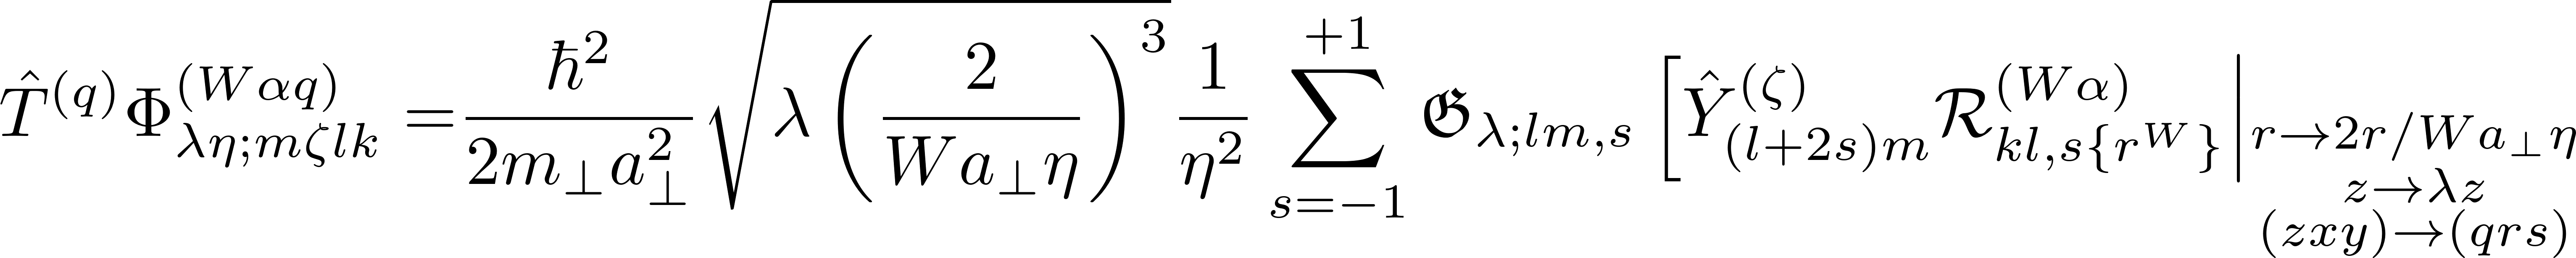 $\hat{T}^{(q)}\Phi^{(W\alpha q)}_{\lambda\eta;m\zeta lk} = \frac{\hbar^2}{2m_\perp a_\perp^2}\sqrt{\lambda\left(\frac{2}{Wa_\perp\eta}\right)^3}\frac{1}{\eta^2}\sum_{s=-1}^{+1}\mathfrak{G}_{\lambda;lm,s}\left[\hat{Y}^{(\zeta)}_{(l+2s)m}\mathcal{R}^{(W\alpha)}_{kl,s\{r^W\}}\right|_{\substack{r\to 2r/Wa_\perp\eta\\z\to\lambda z\\(zxy)\to(qrs)}}$